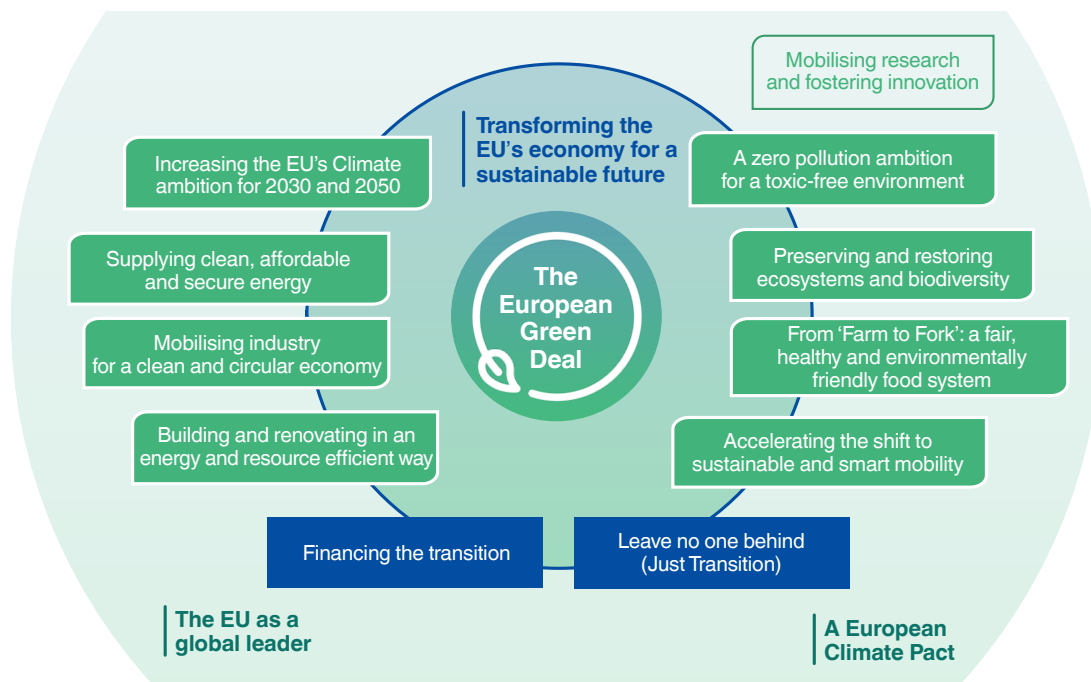 Mobilising research
and fostering innovation
Transforming the
EU’s economy for a
sustainable future
Increasing the EU’s Climate
ambition for 2030 and 2050
A zero pollution ambition
for a toxic-free environment
Supplying clean, affordable
and secure energy
Preserving and restoring
ecosystems and biodiversity
The
European
Green
Deal
Mobilising industry
for a clean and circular economy
From ‘Farm to Fork’: a fair,
healthy and environmentally
friendly food system
Building and renovating in an
energy and resource efficient way
Accelerating the shift to
sustainable and smart mobility
Financing the transition
Leave no one behind
(Just Transition)
The EU as a
global leader
A European
Climate Pact